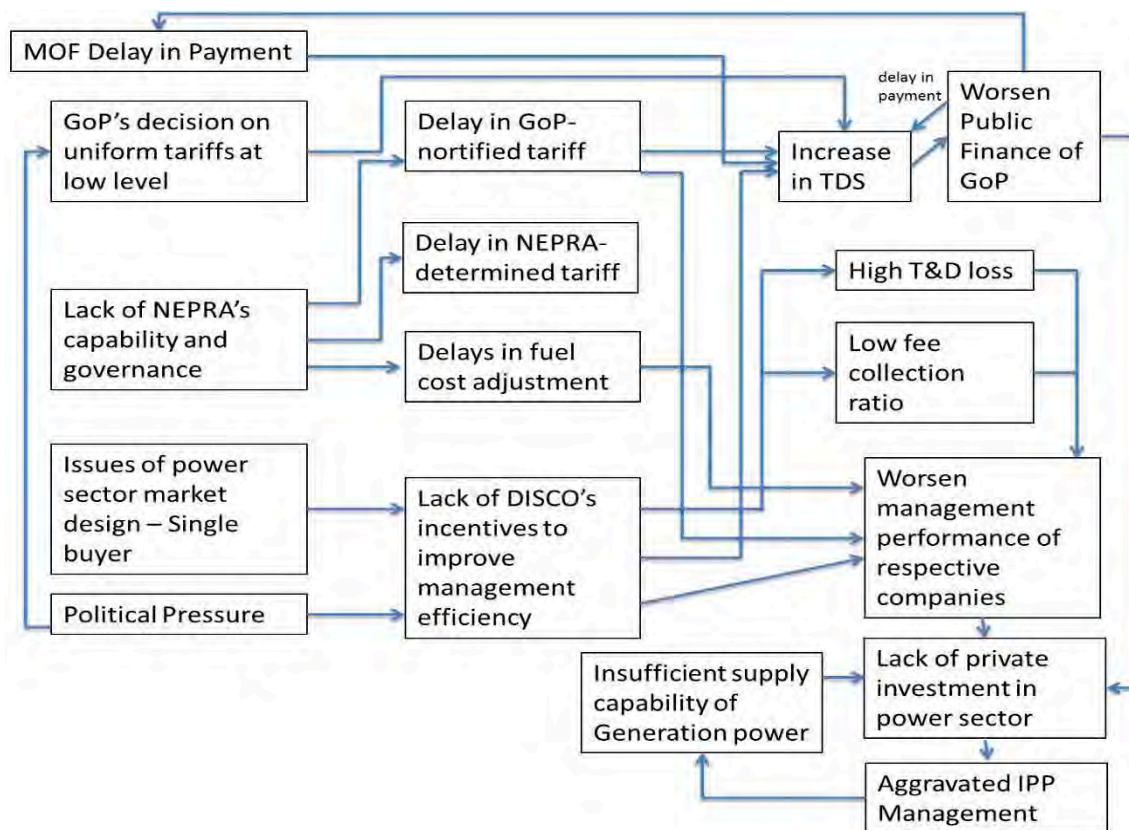 MOF Delay in Payment
GoP's decision on
uniform tariffs at
low level
Delay in GoP-
nortified tariff
delay in
payment
Increase
in TDS
Worsen
Public
Finance of
GoP
Delay in NEPRA-
determined tariff
High T&D loss
Lack of NEPRA's
capability and
governance
Delays in fuel
cost adjustment
Low fee
collection
ratio
Issues of power
sector market
design – Single
buyer
Lack of DISCO's
incentives to
improve
management
efficiency
Worsen
management
performance of
respective
companies
Political Pressure
Insufficient supply
capability of
Generation power
Lack of private
investment in
power sector
Aggravated IPP
Management